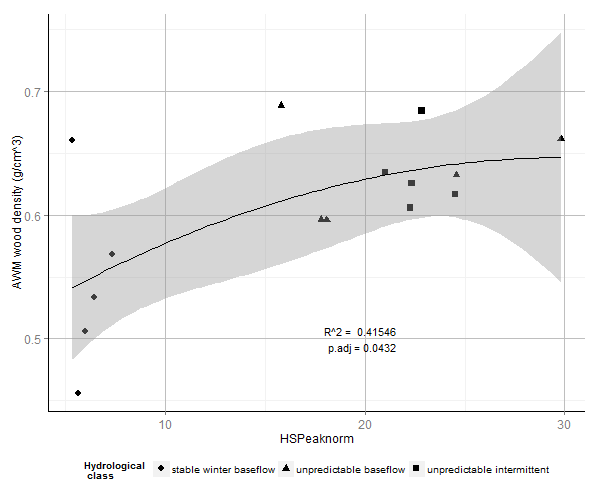 AWM wood density (g/cm^3)
0.7
0.6
0.5
R^2 = 0.41546
p.adj = 0.0432
10
20
30
HSPeaknorm
Hydrological
class
stable winter baseflow
unpredictable baseflow
unpredictable intermittent